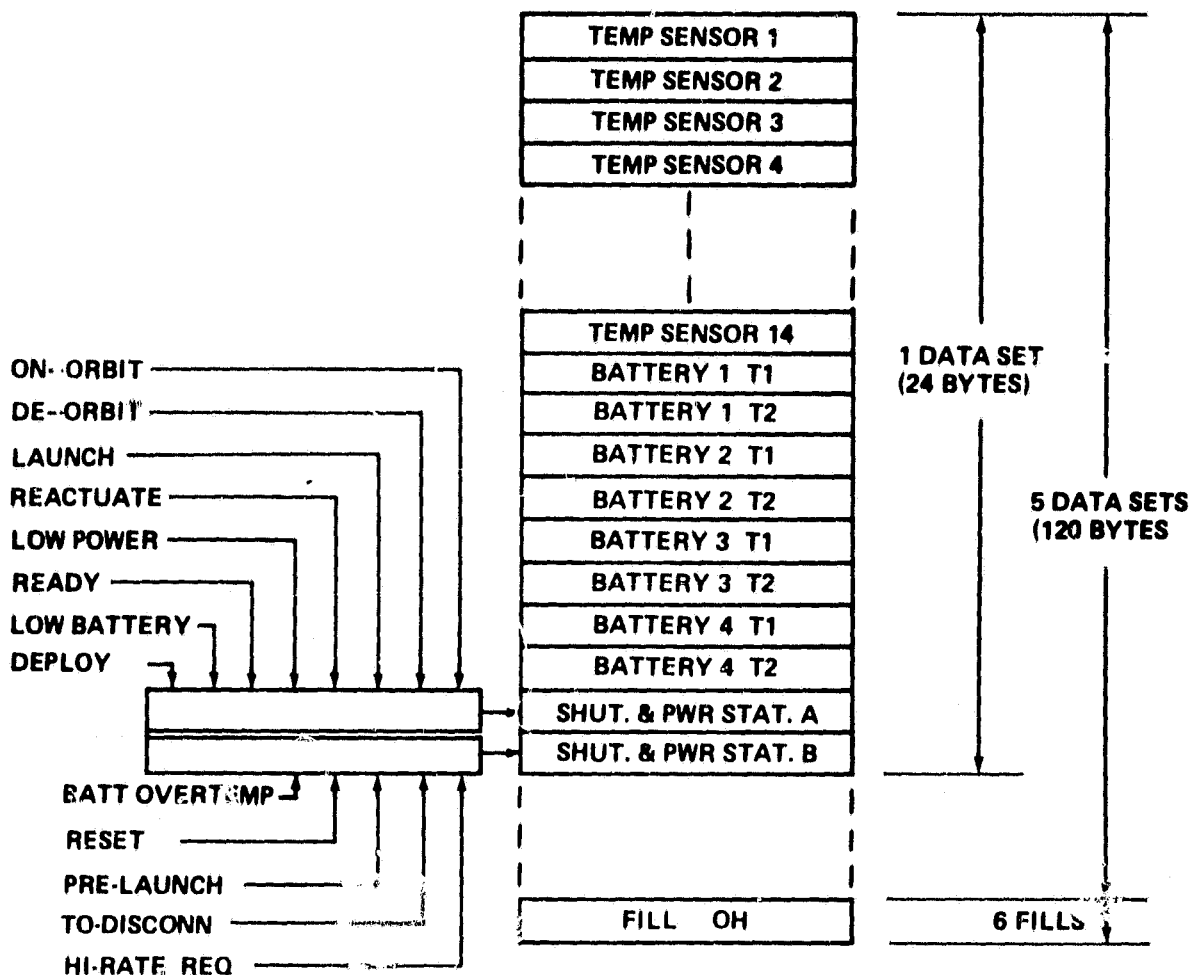 TEMP SENSOR 1
TEMP SENSOR 2
TEMP SENSOR 3
TEMP SENSOR 4
TEMP SENSOR 14
BATTERY 1 T1
BATTERY 1 T2
BATTERY 2 T1
BATTERY 2 T2
BATTERY 3 T1
BATTERY 3 T2
BATTERY 4 T1
BATTERY 4 T2
SHUT. & PWR STAT. A
SHUT. & PWR STAT. B
FILL OH
ON-ORBIT
DE-ORBIT
LAUNCH
REACTUATE
LOW POWER
READY
LOW BATTERY
DEPLOY
BATT OVERTEMP
RESET
PRE-LAUNCH
TO-DISCONN
HI-RATE REQ
1 DATA SET
(24 BYTES)
5 DATA SETS
(120 BYTES
6 FILLS